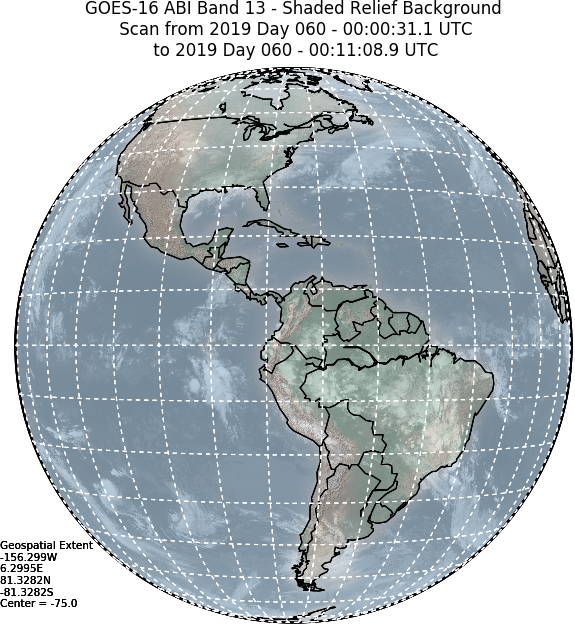 GOES-16 ABI Band 13 - Shaded Relief Background
Scan from 2019 Day 060 - 00:00:31.1 UTC
to 2019 Day 060 - 00:11:08.9 UTC
Geospatial Extent
-156.299W
6.2995E
81.3282N
-81.3282S
Center = -75.0